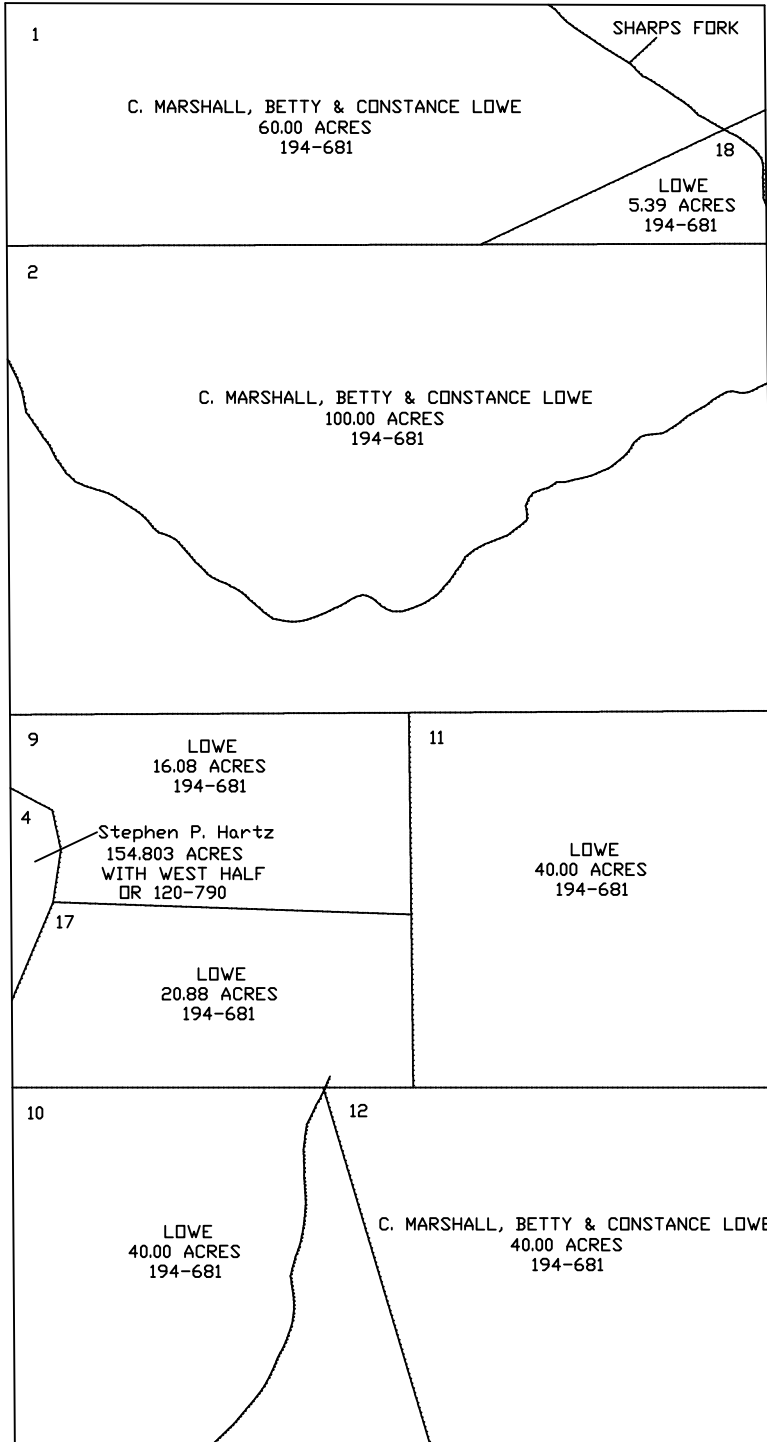 1
SHARPS FORK
C. MARSHALL, BETTY & CONSTANCE LOWE
60.00 ACRES
194-681
18
LOWE
5.39 ACRES
194-681
2
C. MARSHALL, BETTY & CONSTANCE LOWE
100.00 ACRES
194-681
9
LOWE
16.08 ACRES
194-681
11
4
Stephen P. Hartz
154.803 ACRES
WITH WEST HALF
OR 120-790
LOWE
40.00 ACRES
194-681
17
LOWE
20.88 ACRES
194-681
10
12
LOWE
40.00 ACRES
194-681
C. MARSHALL, BETTY & CONSTANCE LOWE
40.00 ACRES
194-681